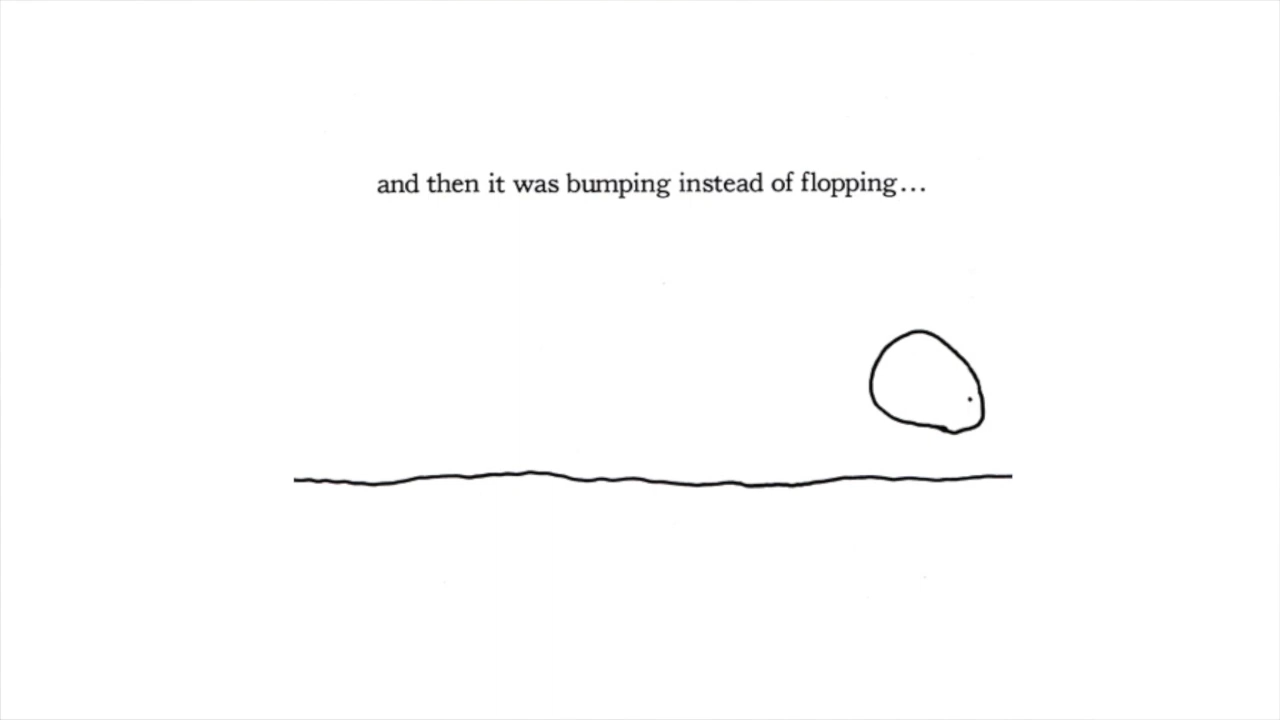 and then it was bumping instead of flopping…